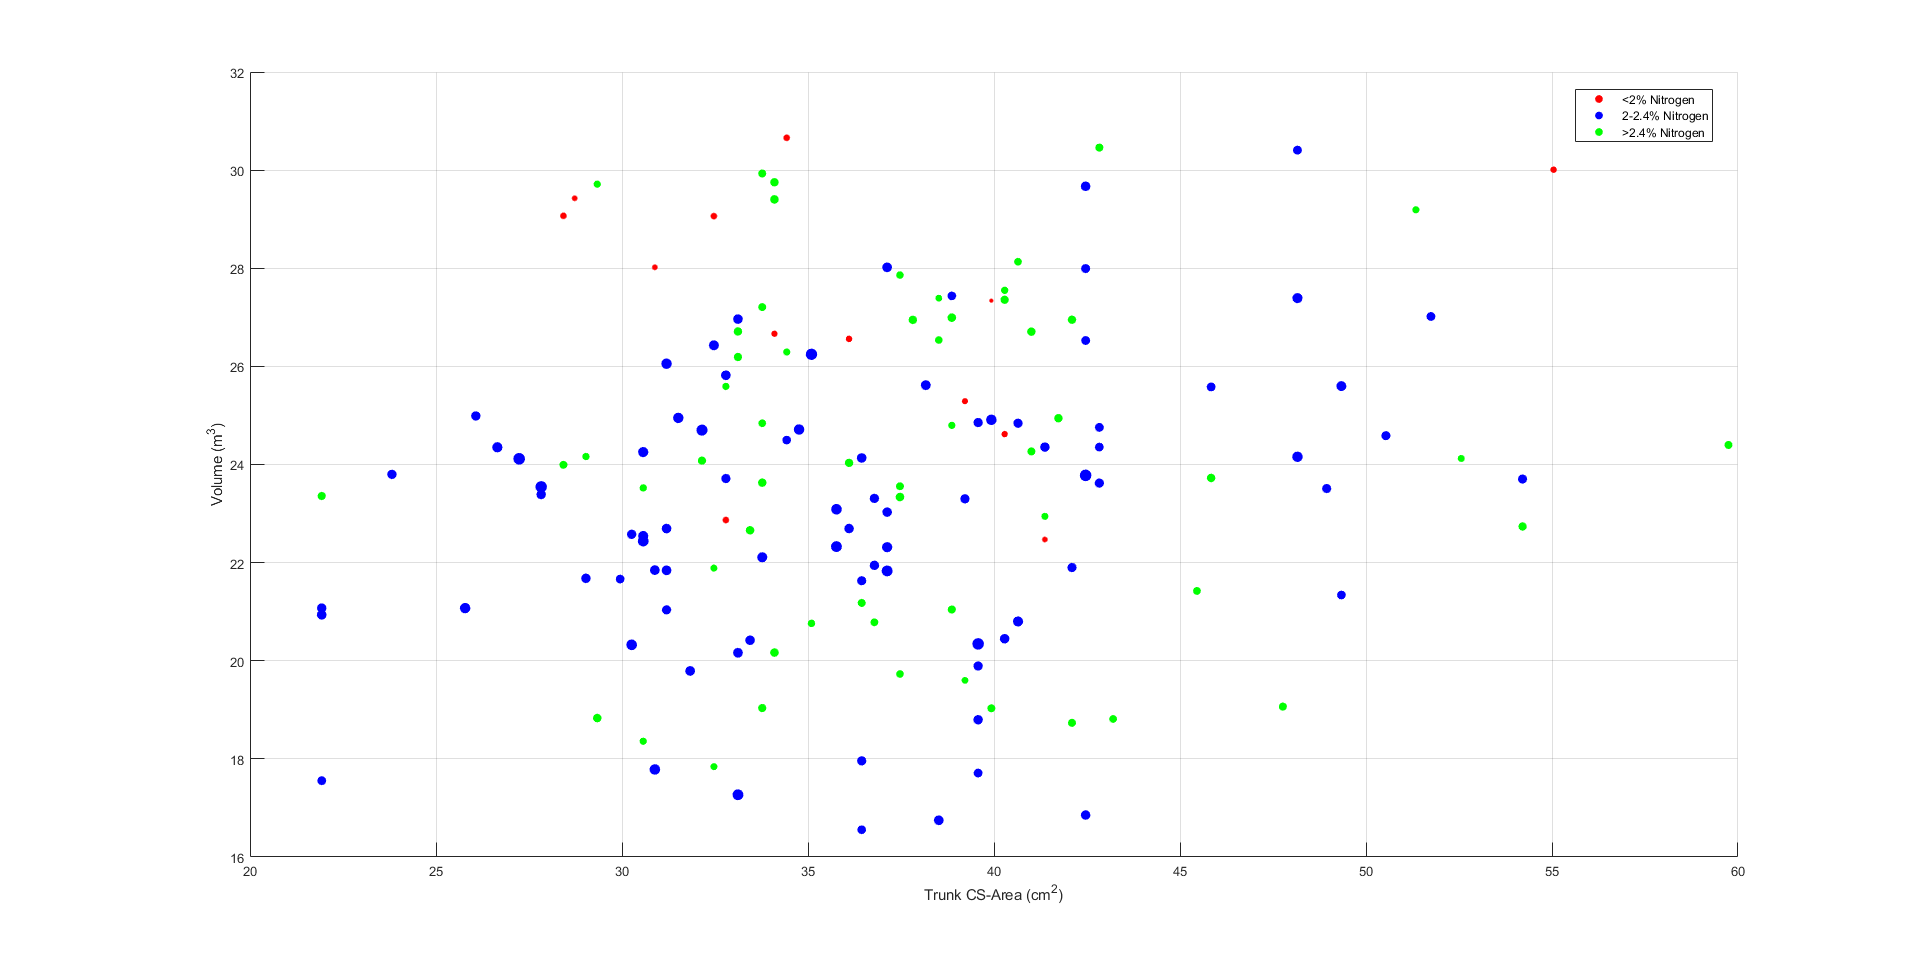 <2% Nitrogen
2-2.4% Nitrogen
>2.4% Nitrogen
32
30
28
26
24
22
20
18
16
Volume (m³)
20 25 30 35 40 45 50 55 60
Trunk CS-Area (cm²)